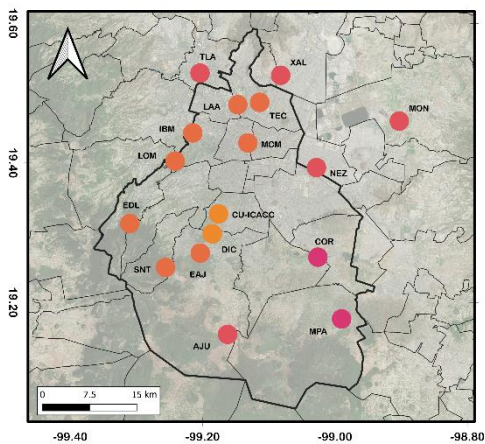 19.60
TLA
XAL
LAA
TEC
MON
IBM
MCM
LOM
19.40
NEZ
EDL
CU-ICACC
DIC
COR
SNT
EAJ
19.20
MPA
AJU
0 7.5 15 km
-99.40 -99.20 -99.00 -98.80